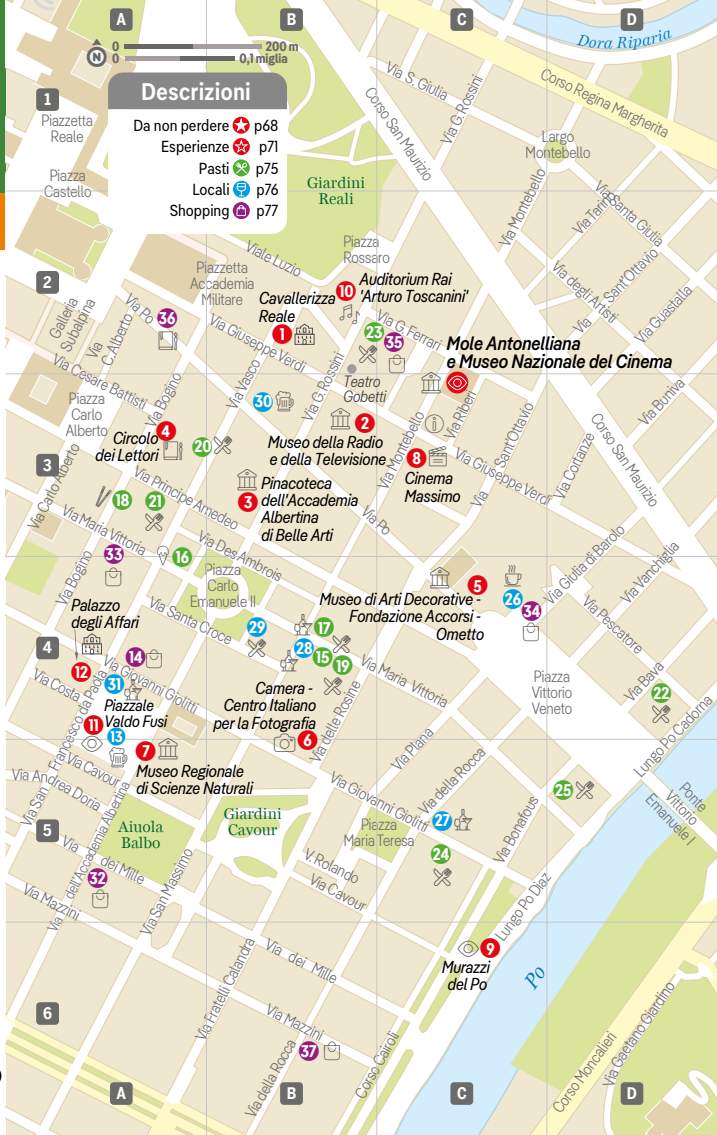 A
B
C
D
Dora Riparia
0
200 m
N
0
0,1 miglia
Descrizioni
Da non perdere p68
Esperienze p71
Pasti p75
Locali p76
Shopping p77
1
Piazzetta
Reale
Piazza
Castello
Via S. Giulia
Via G. Rossini
Corso Regina Margherita
Corso San Maurizio
Largo
Montebello
Giardini
Reali
Via Montebello
Via Santa Giulia
Via Tarino
2
Viale Luzio
Piazza
Rossaro
Piazzetta
Accademia
Militare
Auditorium Rai
'Arturo Toscanini'
10
Cavallerizza
Reale
1
Via degli Artisti
Via Sant'Ottavio
Via Guastalla
Galleria
Subalpina
Via Po
36
Via C. Alberto
Via Giuseppe Verdi
23
Via G. Ferrari
35
Mole Antonelliana
e Museo Nazionale del Cinema
Via Cesare Battisti
Via Bogino
Via Vasco
Via G. Rossini
Teatro
Gobetti
Via Riberi
Via Buniva
Piazza
Carlo
Alberto
30
Circolo
dei Lettori
4
20
2
Museo della Radio
e della Televisione
Via Montebello
8
Cinema
Massimo
Via Sant'Ottavio
Via Giuseppe Verdi
Via Cortanze
Corso San Maurizio
3
Via Carlo Alberto
18
21
Via Principe Amedeo
3
Pinacoteca
dell'Accademia
Albertina
di Belle Arti
Via Po
Via Maria Vittoria
33
16
Via Des Ambrois
Via Bogino
Piazza
Carlo
Emanuele II
Via Giulia di Barolo
Via Vanchiglia
5
26
34
Museo di Arti Decorative -
Fondazione Accorsi -
Ometto
Palazzo
degli Affari
Via Santa Croce
29
17
28
15
19
Via Pescatore
4
14
12
Via Giovanni Giolitti
Via Maria Vittoria
Piazza
Vittorio
Veneto
Via Bava
22
Via Costa
31
Piazzale
Valdo Fusi
11
13
Camera -
Centro Italiano
per la Fotografia
6
Via delle Rosine
Lungo Po Cadorna
Via San Francesco da Paola
7
Museo Regionale
di Scienze Naturali
Via Cavour
Via Plana
Via della Rocca
Via Andrea Doria
Via Giovanni Giolitti
25
Ponte
Vittorio
Emanuele I
5
Aiuola
Balbo
Giardini
Cavour
Piazza
Maria Teresa
27
24
Via Bonafous
Via dell'Accademia Albertina
Via dei Mille
32
V. Rolando
Via Cavour
Via Mazzini
Via San Massimo
Lungo Po Diaz
9
Murazzi
del Po
Po
Via Fratelli Calandra
Via dei Mille
6
Via Mazzini
37
Via della Rocca
Corso Cairoli
Corso Moncalieri
Via Gaetano Giardino
A
B
C
D